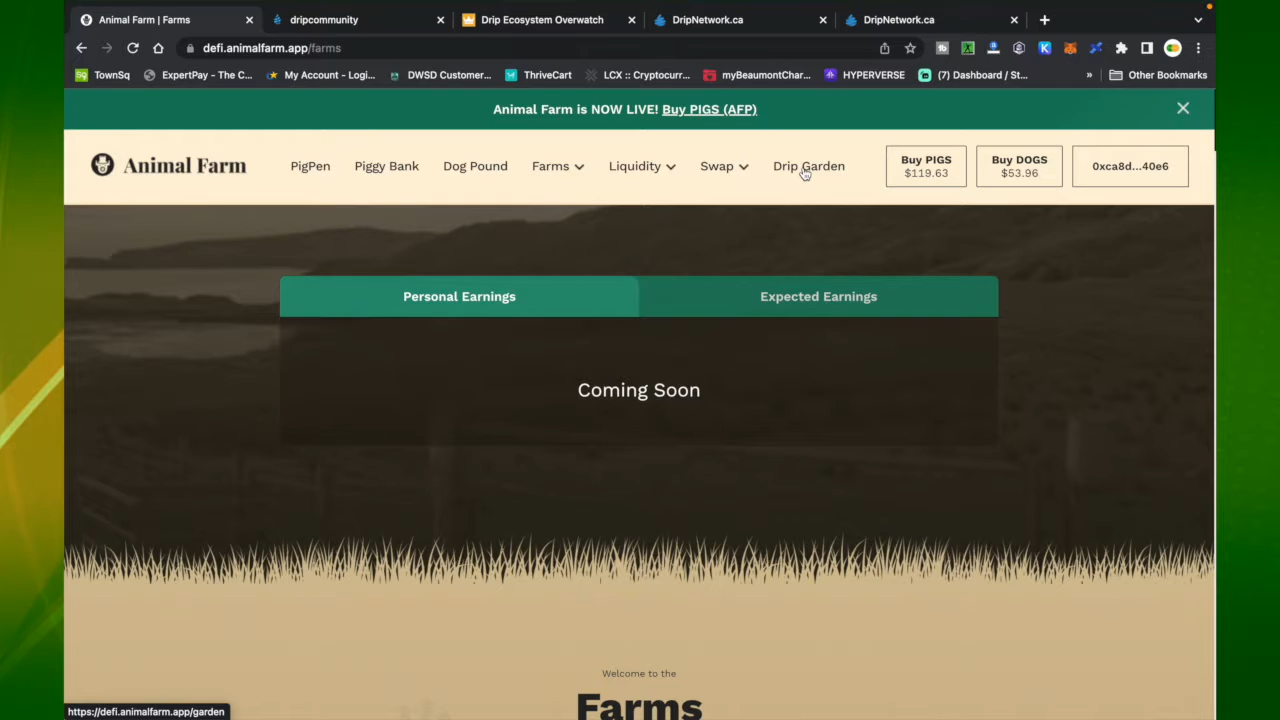 Animal Farm | Farms
dripcommunity
Drip Ecosystem Overwatch
DripNetwork.ca
DripNetwork.ca
defi.animalfarm.app/farms
TownSq
ExpertPay - The C...
My Account - Logi...
DWSD Customer...
ThriveCart
LCX :: Cryptocurr...
myBeaumontChar...
HYPERVERSE
(7) Dashboard / St...
»
Other Bookmarks
Animal Farm is NOW LIVE! Buy PIGS (AFP)
Animal Farm
PigPen
Piggy Bank
Dog Pound
Farms
Liquidity
Swap
Drip Garden
Buy PIGS
$119.63
Buy DOGS
$53.96
0xca8d...40e6
Personal Earnings
Expected Earnings
Coming Soon
Welcome to the
Farms
https://defi.animalfarm.app/garden